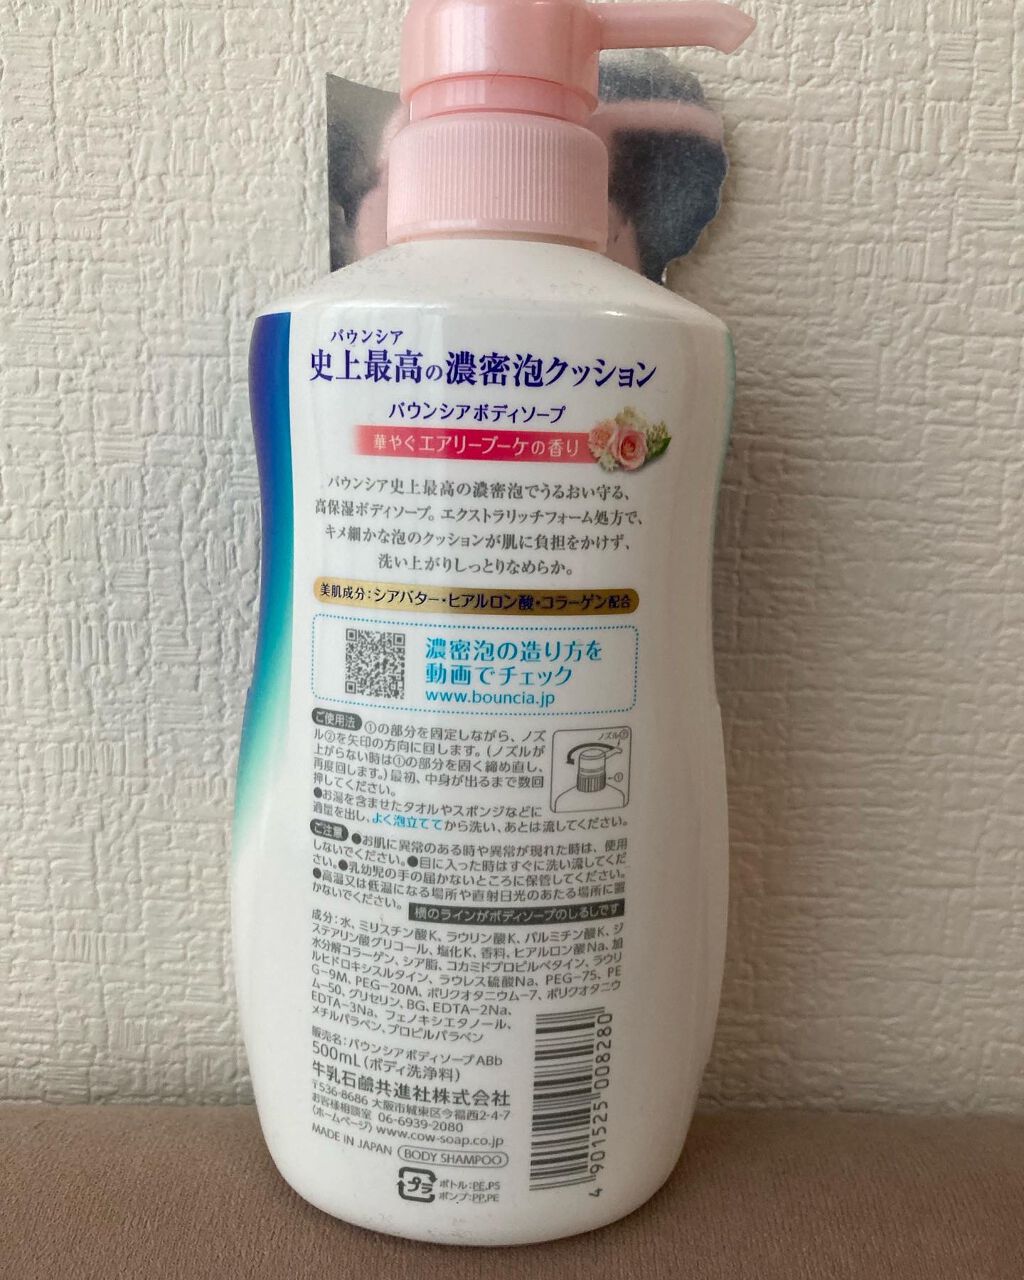 バウンシア
史上最高の濃密泡クッション
バウンシアボディソープ
華やぐエアリーブーケの香り
バウンシア史上最高の濃密泡でうるおい守る、
高保湿ボディソープ。エクストラリッチフォーム処方で、
キメ細かな泡のクッションが肌に負担をかけず、
洗い上がりしっとりなめらか。
美肌成分:シアバター・ヒアルロン酸・コラーゲン配合
濃密泡の造り方を
動画でチェック
www.bouncia.jp
ご使用法 ①の部分を固定しながら、ノズ
ル②を矢印の方向に回します。(ノズルが
上がらない時は①の部分を固く締め直し、
再度回します。)最初、中身が出るまで数回
押してください。
●お湯を含ませたタオルやスポンジなどに
適量を出し、よく泡立ててから洗い、あとは流してください。
ノズル②
①
ご注意 ●お肌に異常のある時や異常が現れた時は、使用
しないでください。●目に入った時はすぐに洗い流してくだ
さい。●乳幼児の手の届かないところに保管してください。
●高温又は低温になる場所や直射日光のあたる場所に置
かないでください。
横のラインがボディソープのしるしです
成分:水、ミリスチン酸K、ラウリン酸K、パルミチン酸K、ジ
ステアリン酸グリコール、塩化K、香料、ヒアルロン酸Na、加
水分解コラーゲン、シア脂、コカミドプロピルベタイン、ラウリ
ルヒドロキシスルタイン、ラウレス硫酸Na、PEG-75、PE
G-9M、PEG-20M、ポリクオタニウム-7、ポリクオタニウ
ム-50、グリセリン、BG、EDTA-2Na、
EDTA-3Na、フェノキシエタノール、
メチルパラベン、プロピルパラベン
販売名:バウンシアボディソープABb
500mL(ボディ洗浄料)
牛乳石鹸共進社株式会社
〒536-8686 大阪市城東区今福西2-4-7
お客様相談室 06-6939-2080
(ホームページ) www.cow-soap.co.jp
MADE IN JAPAN BODY SHAMPOO
プラ
ボトル:PE,PS
ポンプ:PP,PE
4 901525 008280